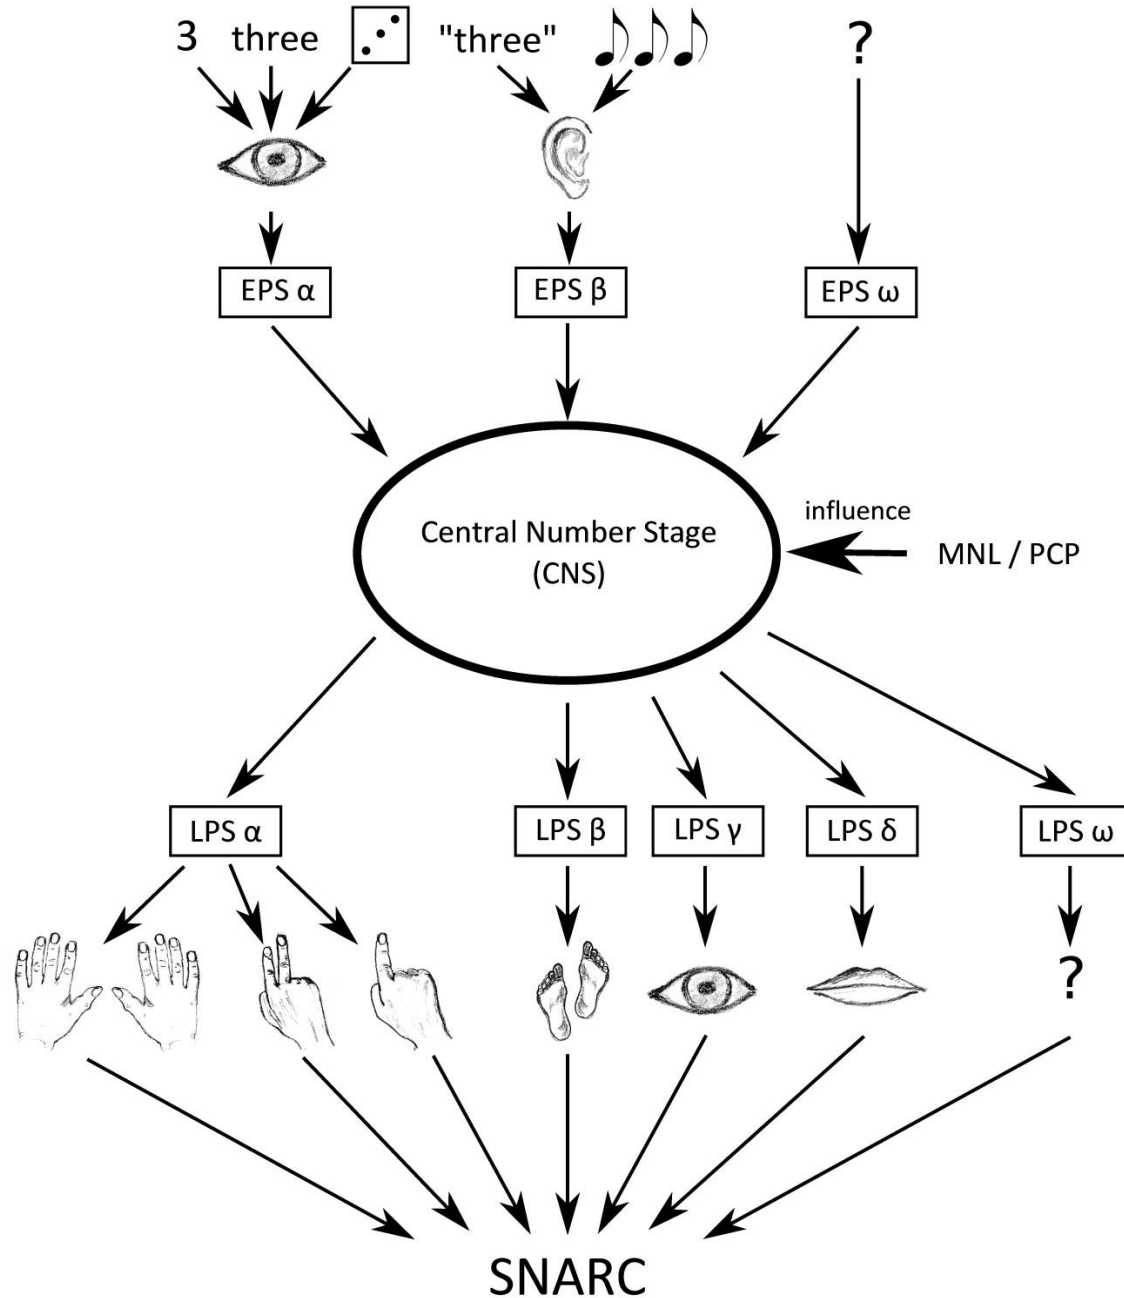 3 three "three" ?
EPS α EPS β EPS ω
influence
Central Number Stage
(CNS)
MNL / PCP
LPS α LPS β LPS γ LPS δ LPS ω
?
SNARC